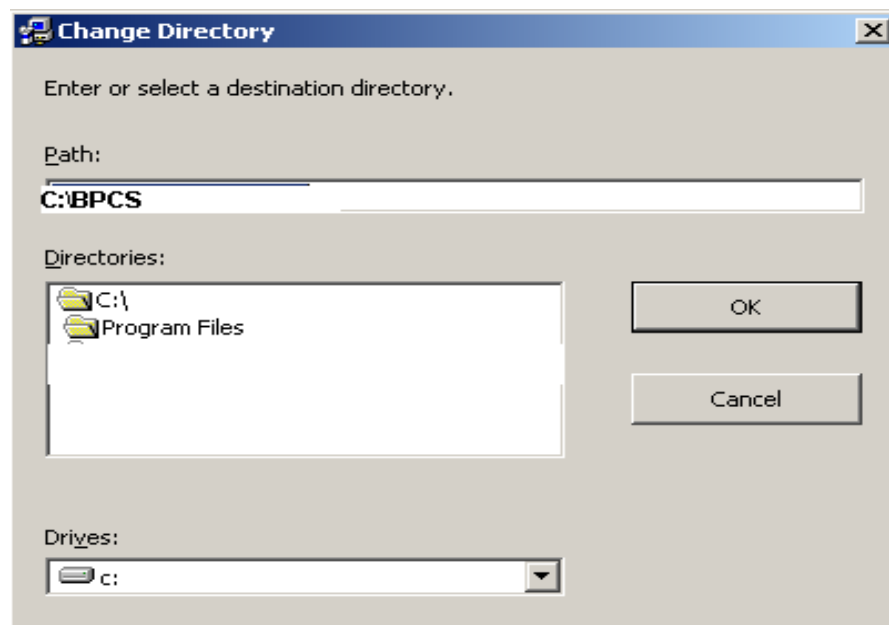 Change Directory
Enter or select a destination directory.
Path:
C:\BPCS
Directories:
C:\
Program Files
OK
Cancel
Drives:
c: